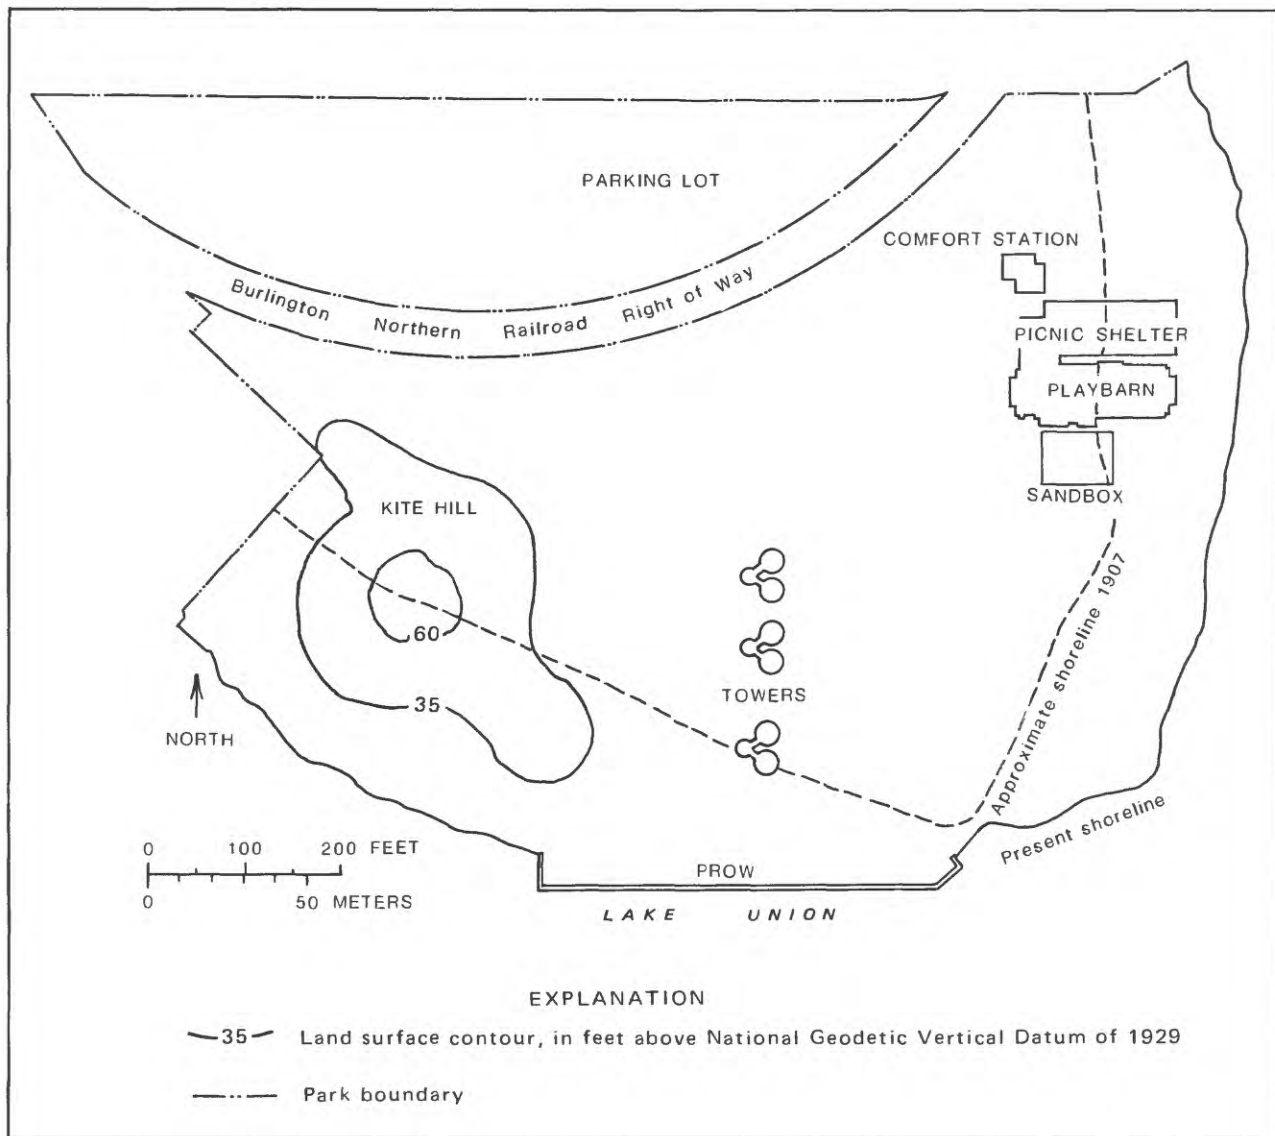 PARKING LOT
COMFORT STATION
Burlington Northern Railroad Right of Way
PICNIC SHELTER
PLAYBARN
SANDBOX
KITE HILL
60
35
TOWERS
NORTH
Approximate shoreline 1907
Present shoreline
0 100 200 FEET
0 50 METERS
PROW
LAKE UNION
EXPLANATION
35 Land surface contour, in feet above National Geodetic Vertical Datum of 1929
Park boundary